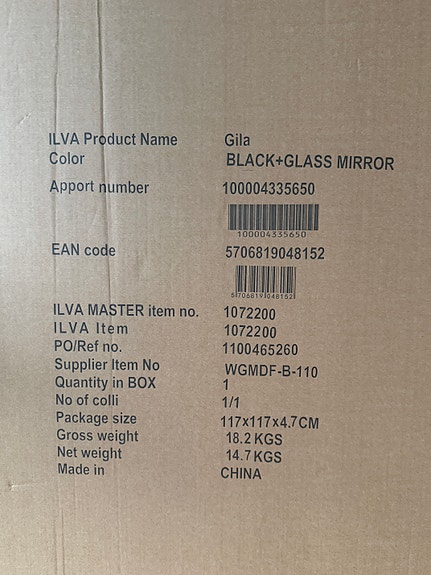 ILVA Product Name Gila
Color BLACK+GLASS MIRROR
Apport number 100004335650
100004335650
EAN code 5706819048152
5 706819 048152
ILVA MASTER item no. 1072200
ILVA Item 1072200
PO/Ref no. 1100465260
Supplier Item No WGMDF-B-110
Quantity in BOX 1
No of colli 1/1
Package size 117x117x4.7CM
Gross weight 18.2 KGS
Net weight 14.7 KGS
Made in CHINA